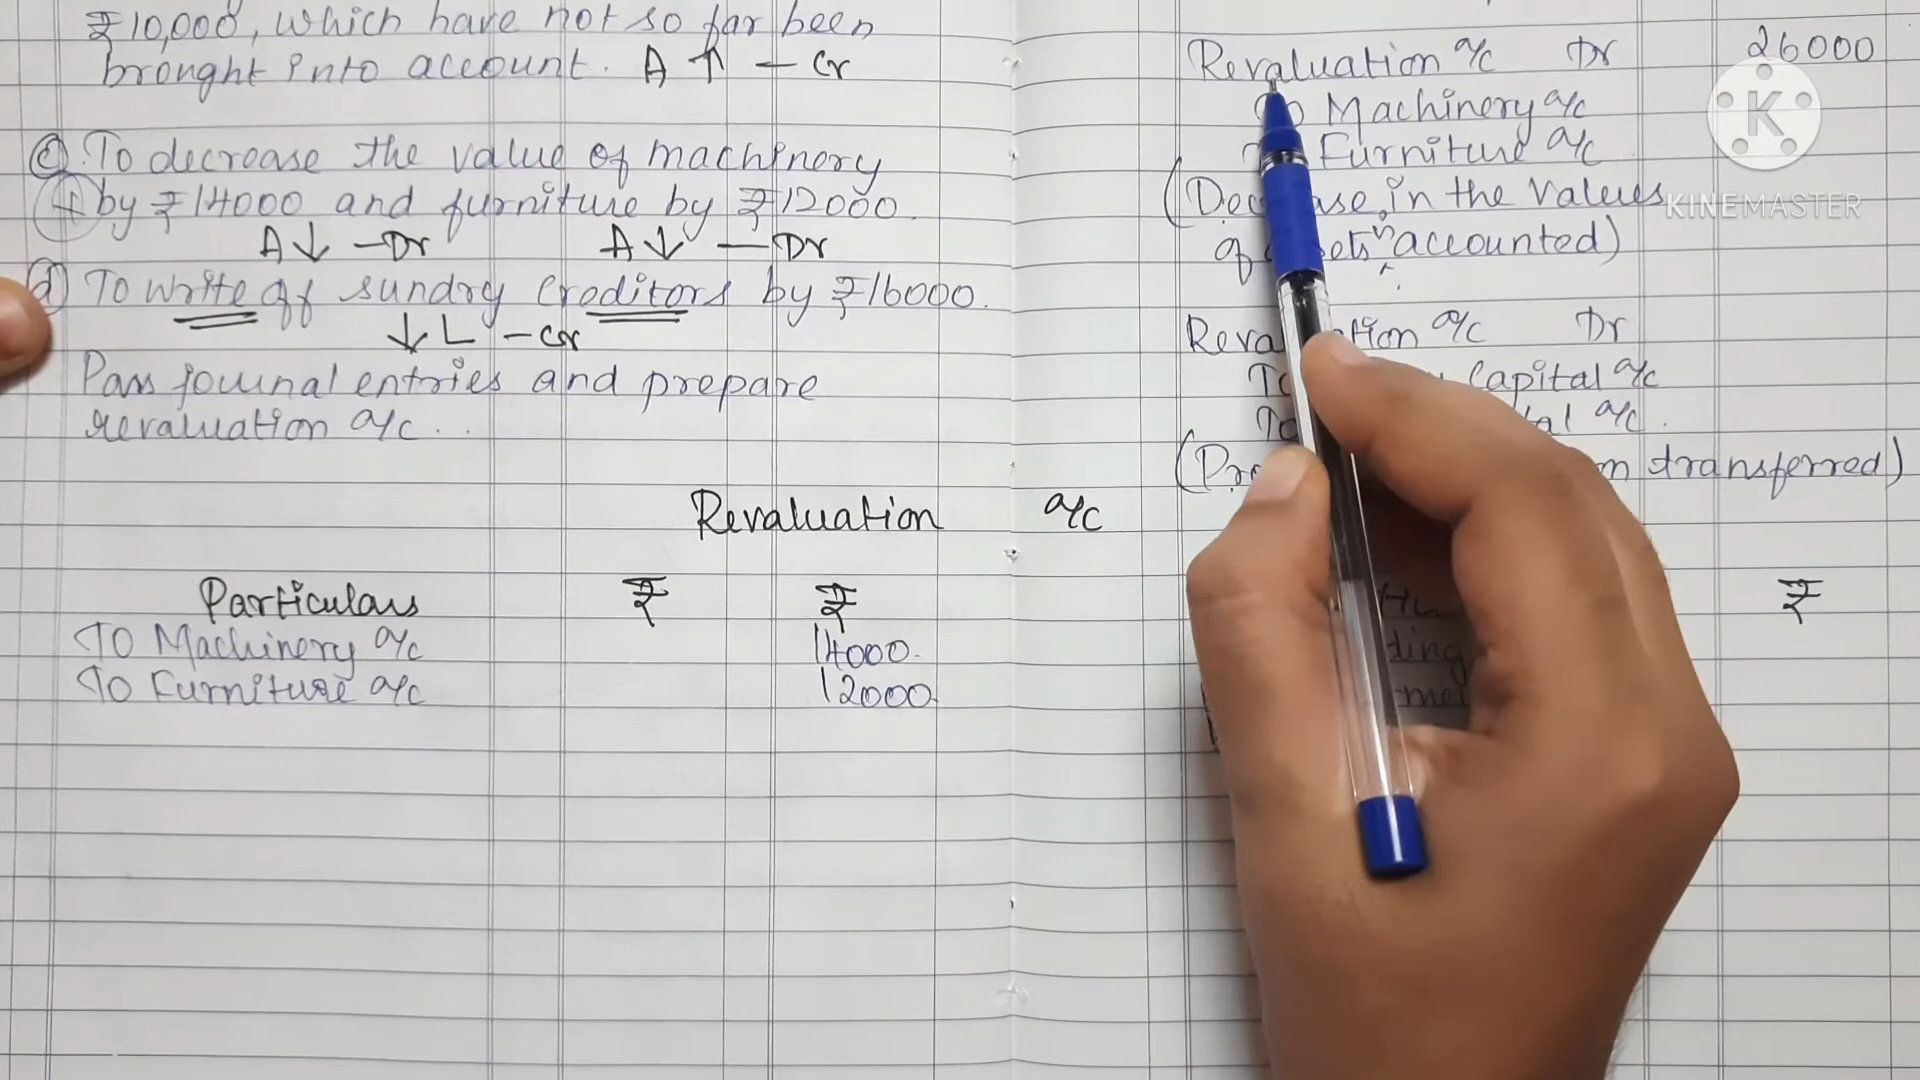 ₹10,000, which have not so far been
brought into account. A ↑ — Cr
(c) To decrease the value of machinery
by ₹14000 and furniture by ₹12000.
A ↓ — Dr A ↓ — Dr
(d) To write off sundry creditors by ₹16000.
↓ L — Cr
Pass journal entries and prepare
revaluation a/c.
Revaluation a/c
Particulars ₹ ₹
To Machinery a/c 14000.
To Furniture a/c 12000
Revaluation a/c Dr 26000
Machinery a/c
Furniture a/c
(Decrease in the values
of accounted)
Revaluation a/c Dr
Capital a/c
a/c.
transferred)
₹
K
KINEMASTER